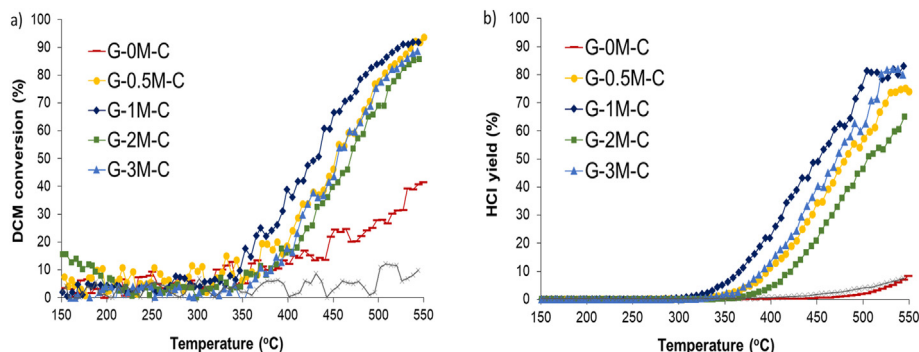 a)
100
90
80
70
60
50
40
30
20
10
0
DCM conversion (%)
G-0M-C
G-0.5M-C
G-1M-C
G-2M-C
G-3M-C
150 200 250 300 350 400 450 500 550
Temperature (°C)
b)
100
90
80
70
60
50
40
30
20
10
0
HCl yield (%)
G-0M-C
G-0.5M-C
G-1M-C
G-2M-C
G-3M-C
150 200 250 300 350 400 450 500 550
Temperature (°C)